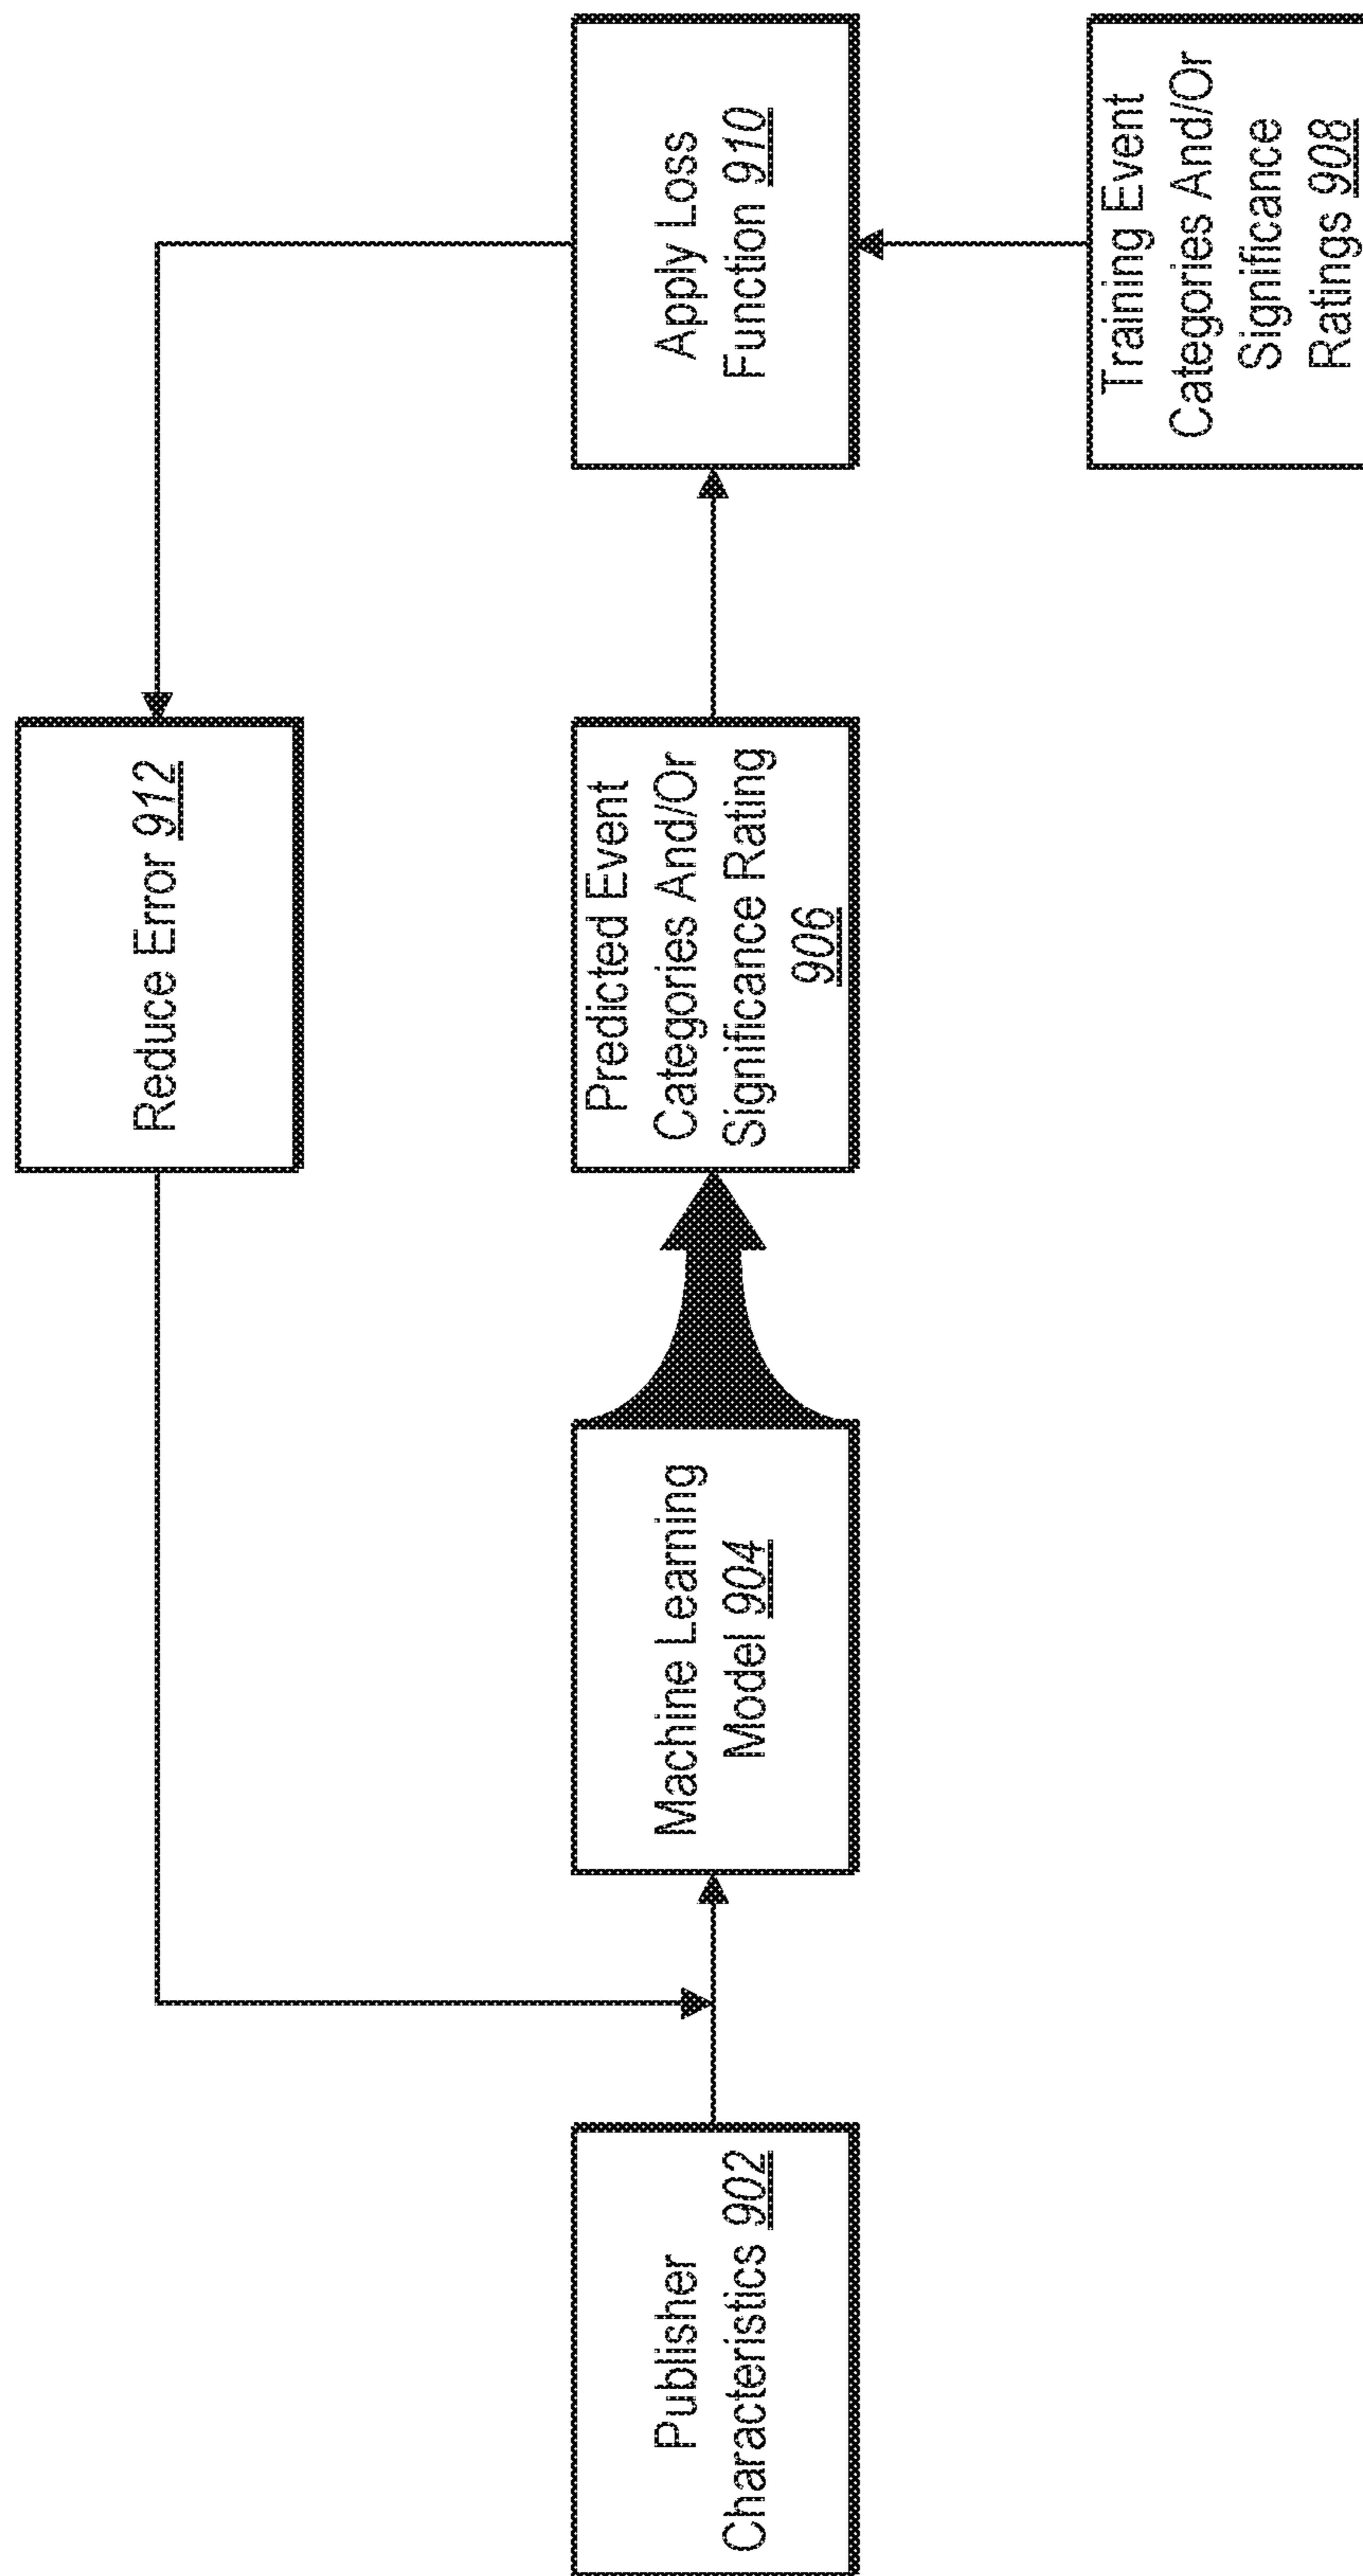 Reduce Error 912
Publisher
Characteristics 902
Machine Learning
Model 904
Predicted Event
Categories And/Or
Significance Rating
906
Apply Loss
Function 910
Training Event
Categories And/Or
Significance
Ratings 908